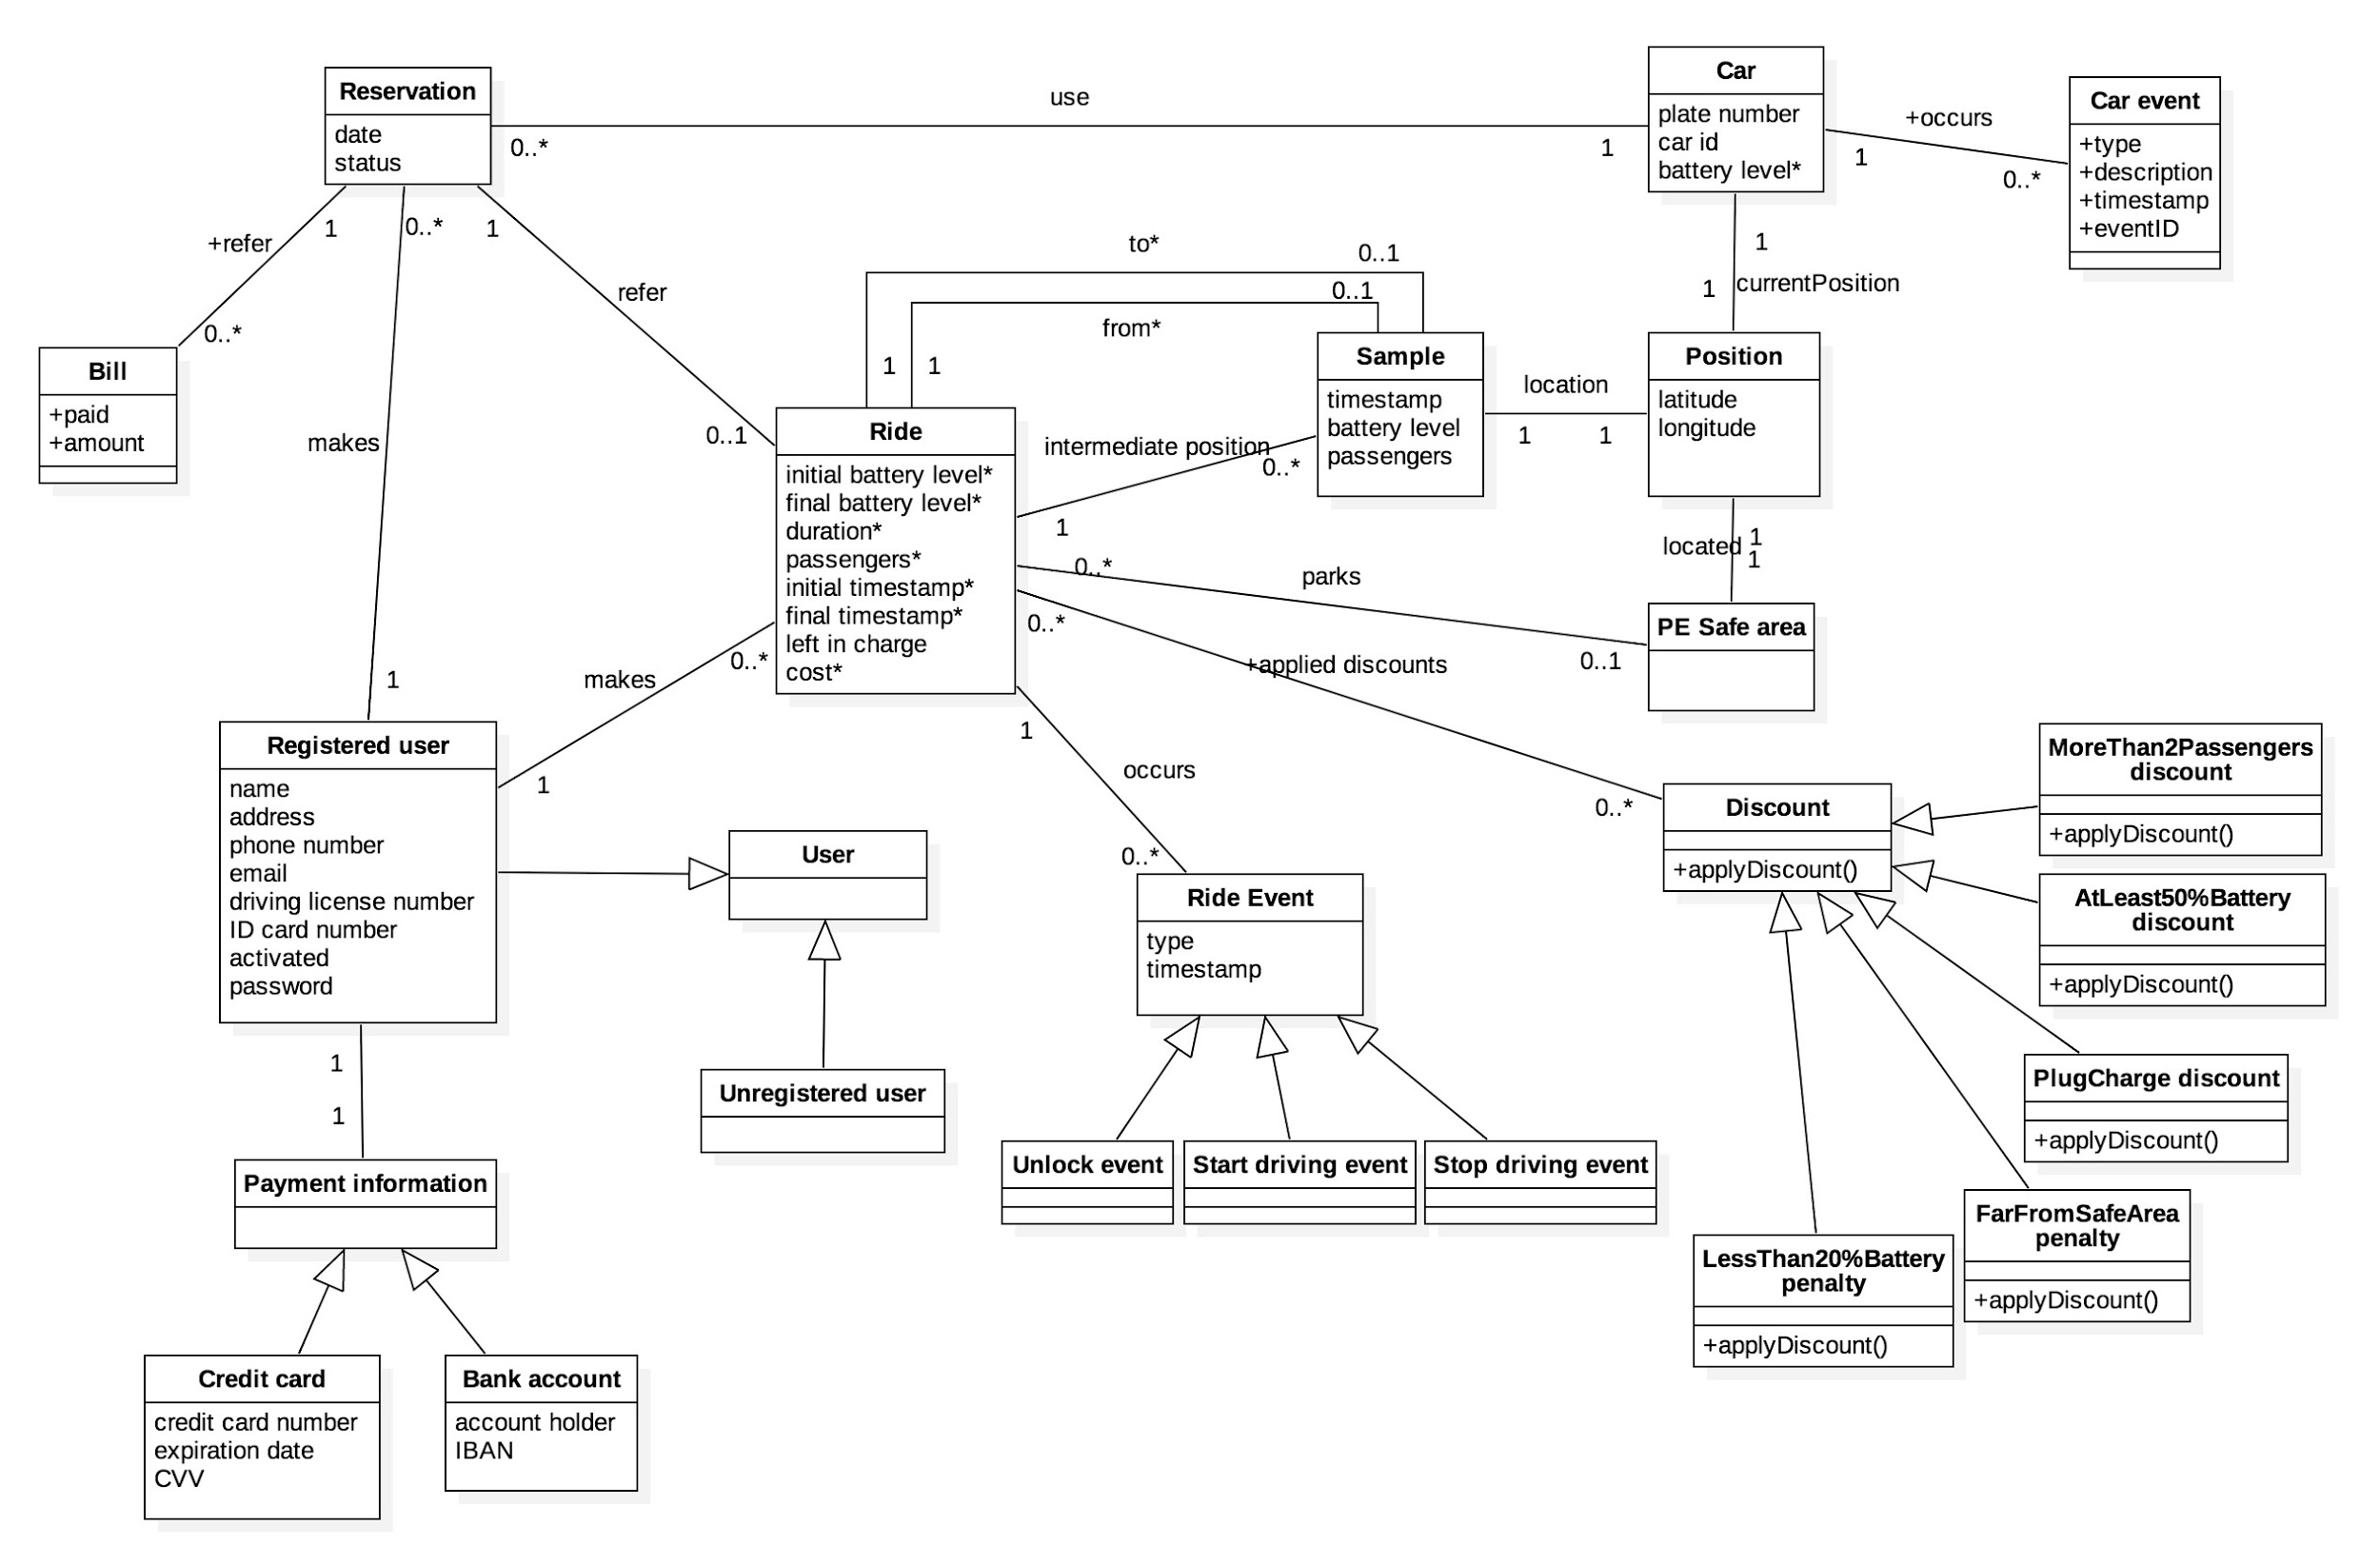 Reservation
date
status
use
0..*
1
Car
plate number
car id
battery level*
+occurs
1
0..*
Car event
+type
+description
+timestamp
+eventID
+refer
1
0..*
0..*
1
refer
0..1
to*
0..1
0..1
from*
1
1
1
currentPosition
1
Bill
+paid
+amount
makes
1
Ride
initial battery level*
final battery level*
duration*
passengers*
initial timestamp*
final timestamp*
left in charge
cost*
intermediate position
0..*
1
Sample
timestamp
battery level
passengers
location
1
1
Position
latitude
longitude
located
1
1
0..*
parks
0..1
PE Safe area
0..*
+applied discounts
0..*
makes
0..*
1
1
occurs
0..*
Registered user
name
address
phone number
email
driving license number
ID card number
activated
password
User
Unregistered user
Ride Event
type
timestamp
Unlock event
Start driving event
Stop driving event
Discount
+applyDiscount()
MoreThan2Passengers
discount
+applyDiscount()
AtLeast50%Battery
discount
+applyDiscount()
PlugCharge discount
+applyDiscount()
FarFromSafeArea
penalty
+applyDiscount()
LessThan20%Battery
penalty
+applyDiscount()
1
1
Payment information
Credit card
credit card number
expiration date
CVV
Bank account
account holder
IBAN